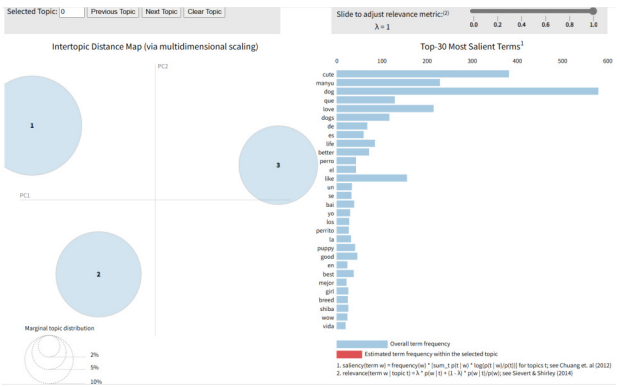 Selected Topic: 0 Previous Topic Next Topic Clear Topic
Slide to adjust relevance metric:(2)
λ = 1
0.0 0.2 0.4 0.6 0.8 1.0
Intertopic Distance Map (via multidimensional scaling)
PC2
PC1
1
3
2
Marginal topic distribution
2%
5%
10%
Top-30 Most Salient Terms1
0 100 200 300 400 500 600
cute
manyu
dog
que
love
dogs
de
es
life
better
perro
el
like
un
se
bai
yo
los
perrito
la
puppy
good
en
best
mejor
girl
breed
shiba
wow
vida
Overall term frequency
Estimated term frequency within the selected topic
1. saliency(term w) = frequency(w) * [sum_t p(t | w) * log(p(t | w)/p(t))] for topics t; see Chuang et. al (2012)
2. relevance(term w | topic t) = λ * p(w | t) + (1 - λ) * p(w | t)/p(w); see Sievert & Shirley (2014)